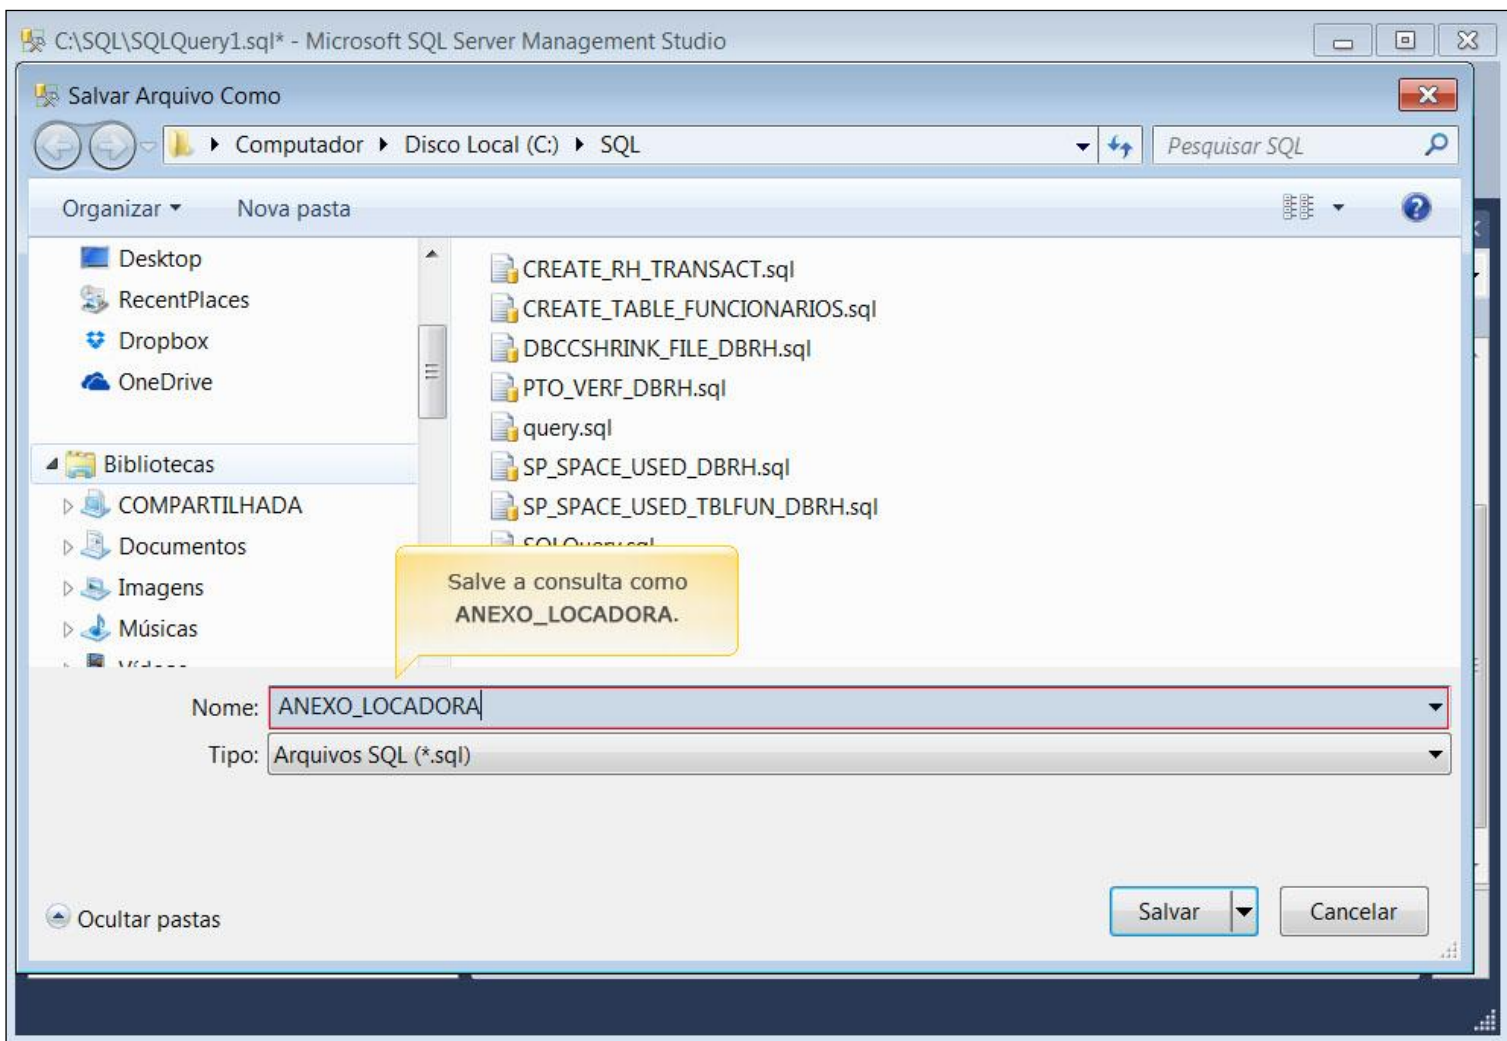 C:\SQL\SQLQuery1.sql* - Microsoft SQL Server Management Studio
Salvar Arquivo Como
Computador Disco Local (C:) SQL
Pesquisar SQL
Organizar
Nova pasta
Desktop
RecentPlaces
Dropbox
OneDrive
Bibliotecas
COMPARTILHADA
Documentos
Imagens
Músicas
Vídeos
CREATE_RH_TRANSACT.sql
CREATE_TABLE_FUNCIONARIOS.sql
DBCCSHRINK_FILE_DBRH.sql
PTO_VERF_DBRH.sql
query.sql
SP_SPACE_USED_DBRH.sql
SP_SPACE_USED_TBLFUN_DBRH.sql
SQLQuery.sql
Salve a consulta como
ANEXO_LOCADORA.
Nome: ANEXO_LOCADORA
Tipo: Arquivos SQL (*.sql)
Ocultar pastas
Salvar
Cancelar